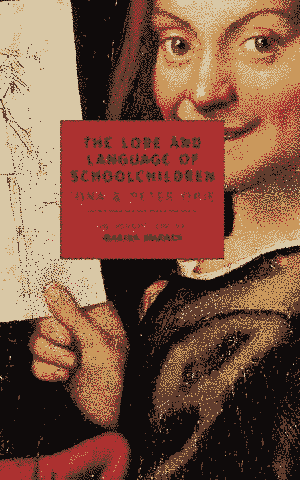 THE LORE AND
LANGUAGE OF
SCHOOLCHILDREN
IONA & PETER OPIE
MARINA WARNER